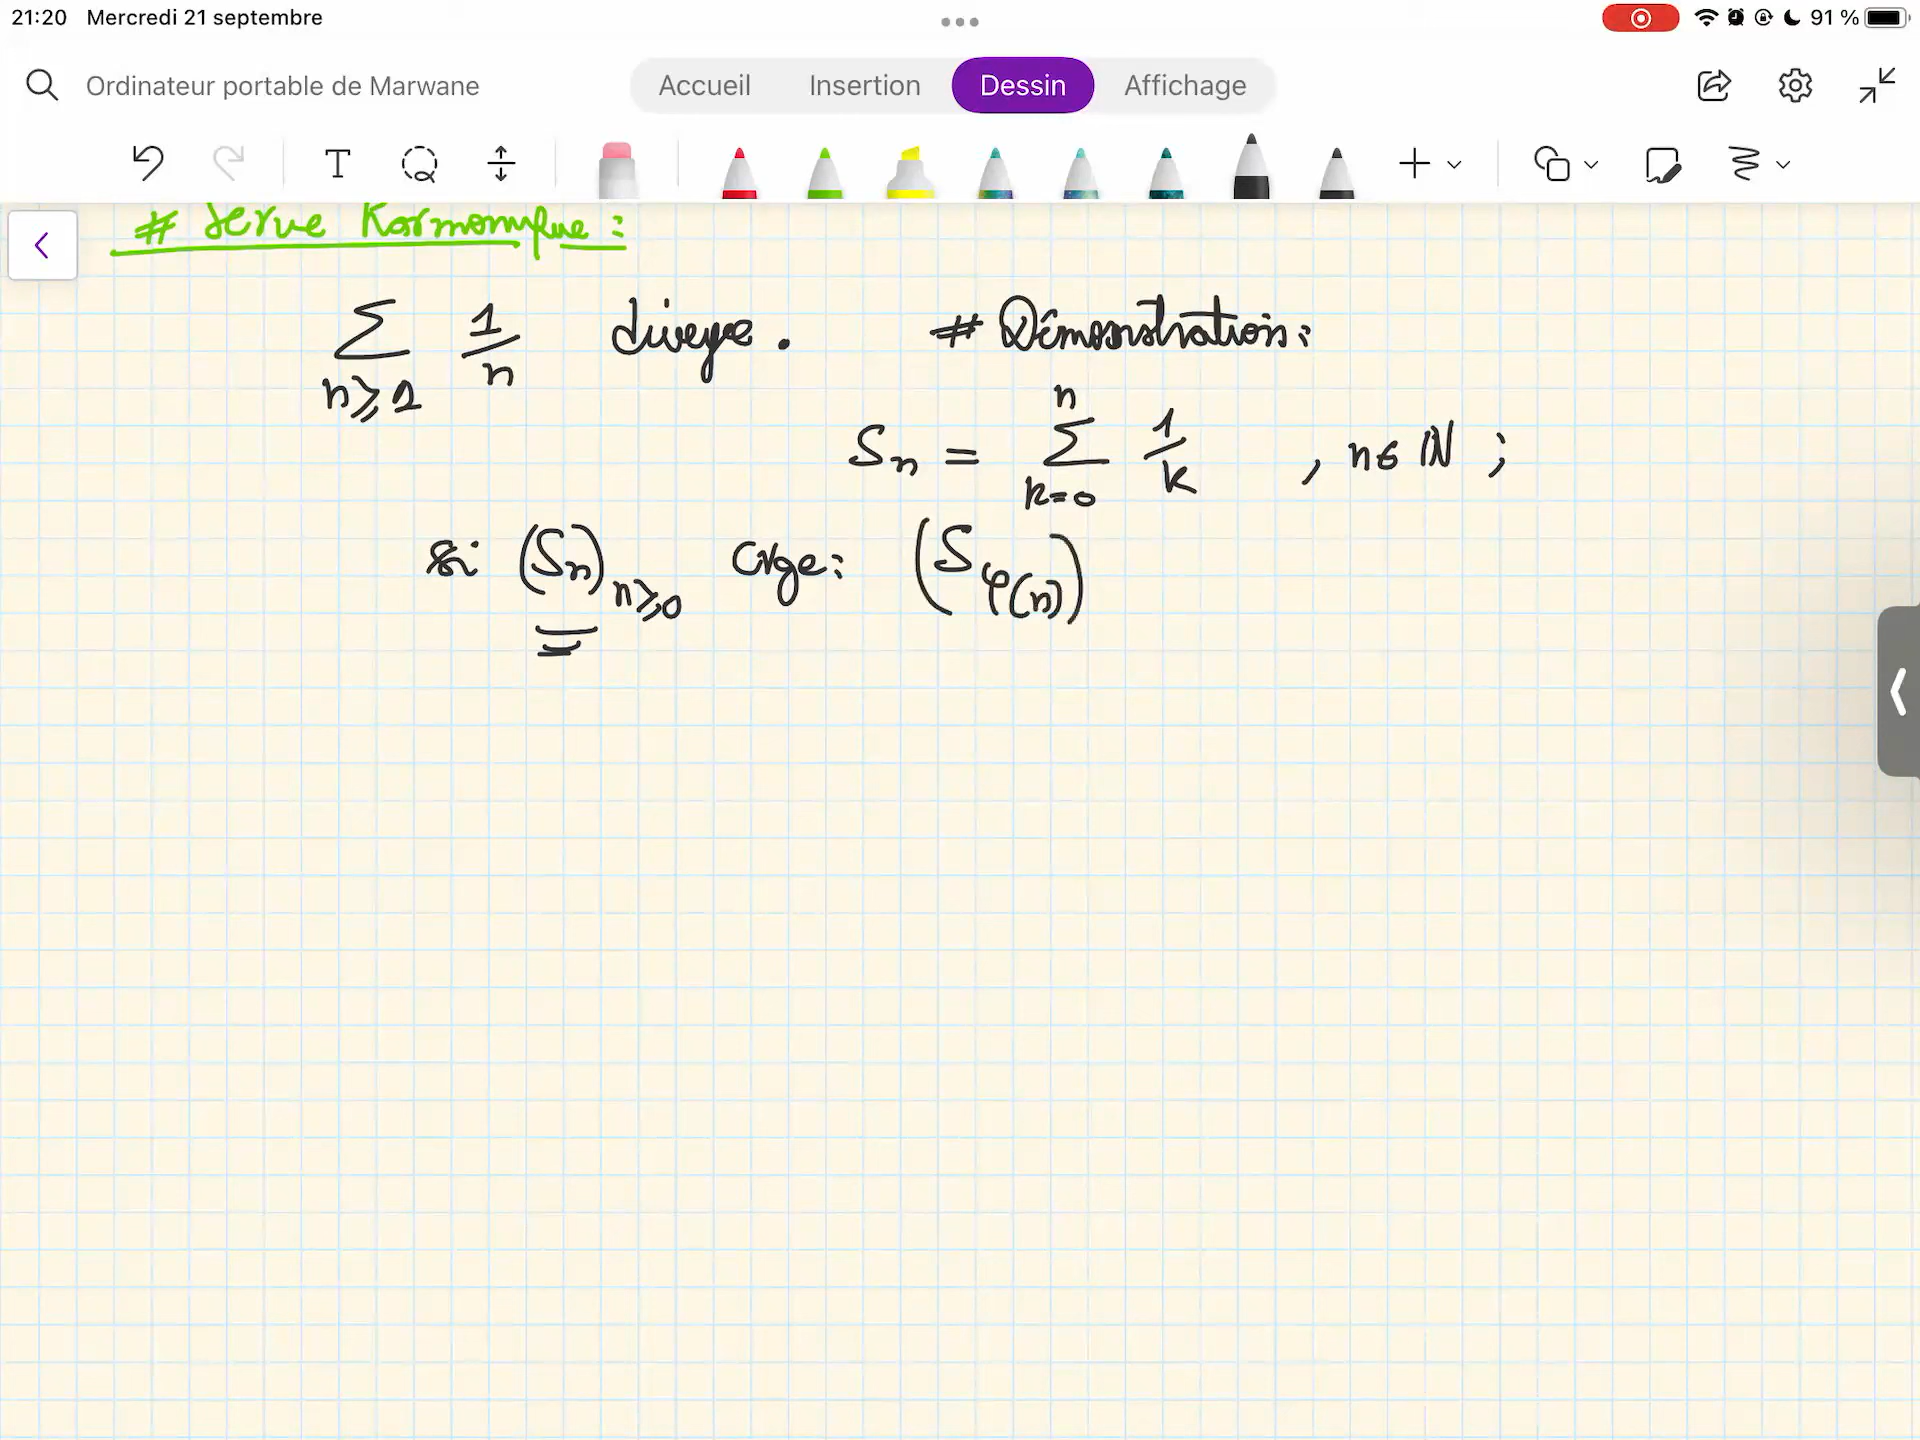 21:20 Mercredi 21 septembre 91 %
Ordinateur portable de Marwane Accueil Insertion Dessin Affichage
T
# Série Harmonique :
∑ n⩾1 1/n diverge. # Démonstration :
Sn = ∑ k=0 n 1/k , n∈ℕ ;
si (Sn) n⩾0 cvge : (Sφ(n))